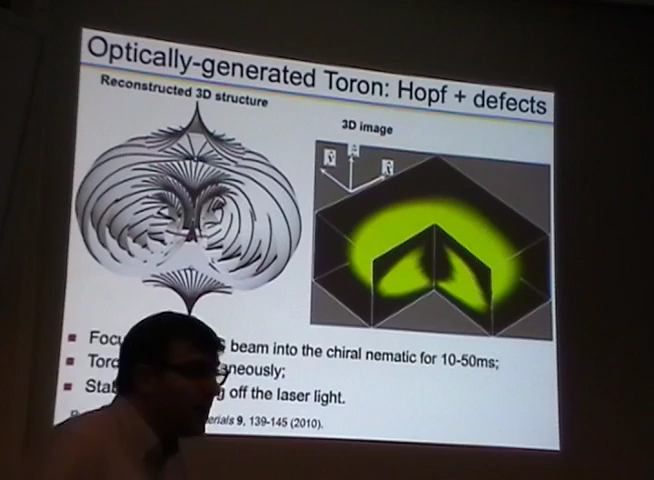 Optically-generated Toron: Hopf + defects
Reconstructed 3D structure
3D image
ŷ
ẑ
x̂
Focu beam into the chiral nematic for 10-50ms;
Toro aneously;
Stab off the laser light.
erials 9, 139-145 (2010).